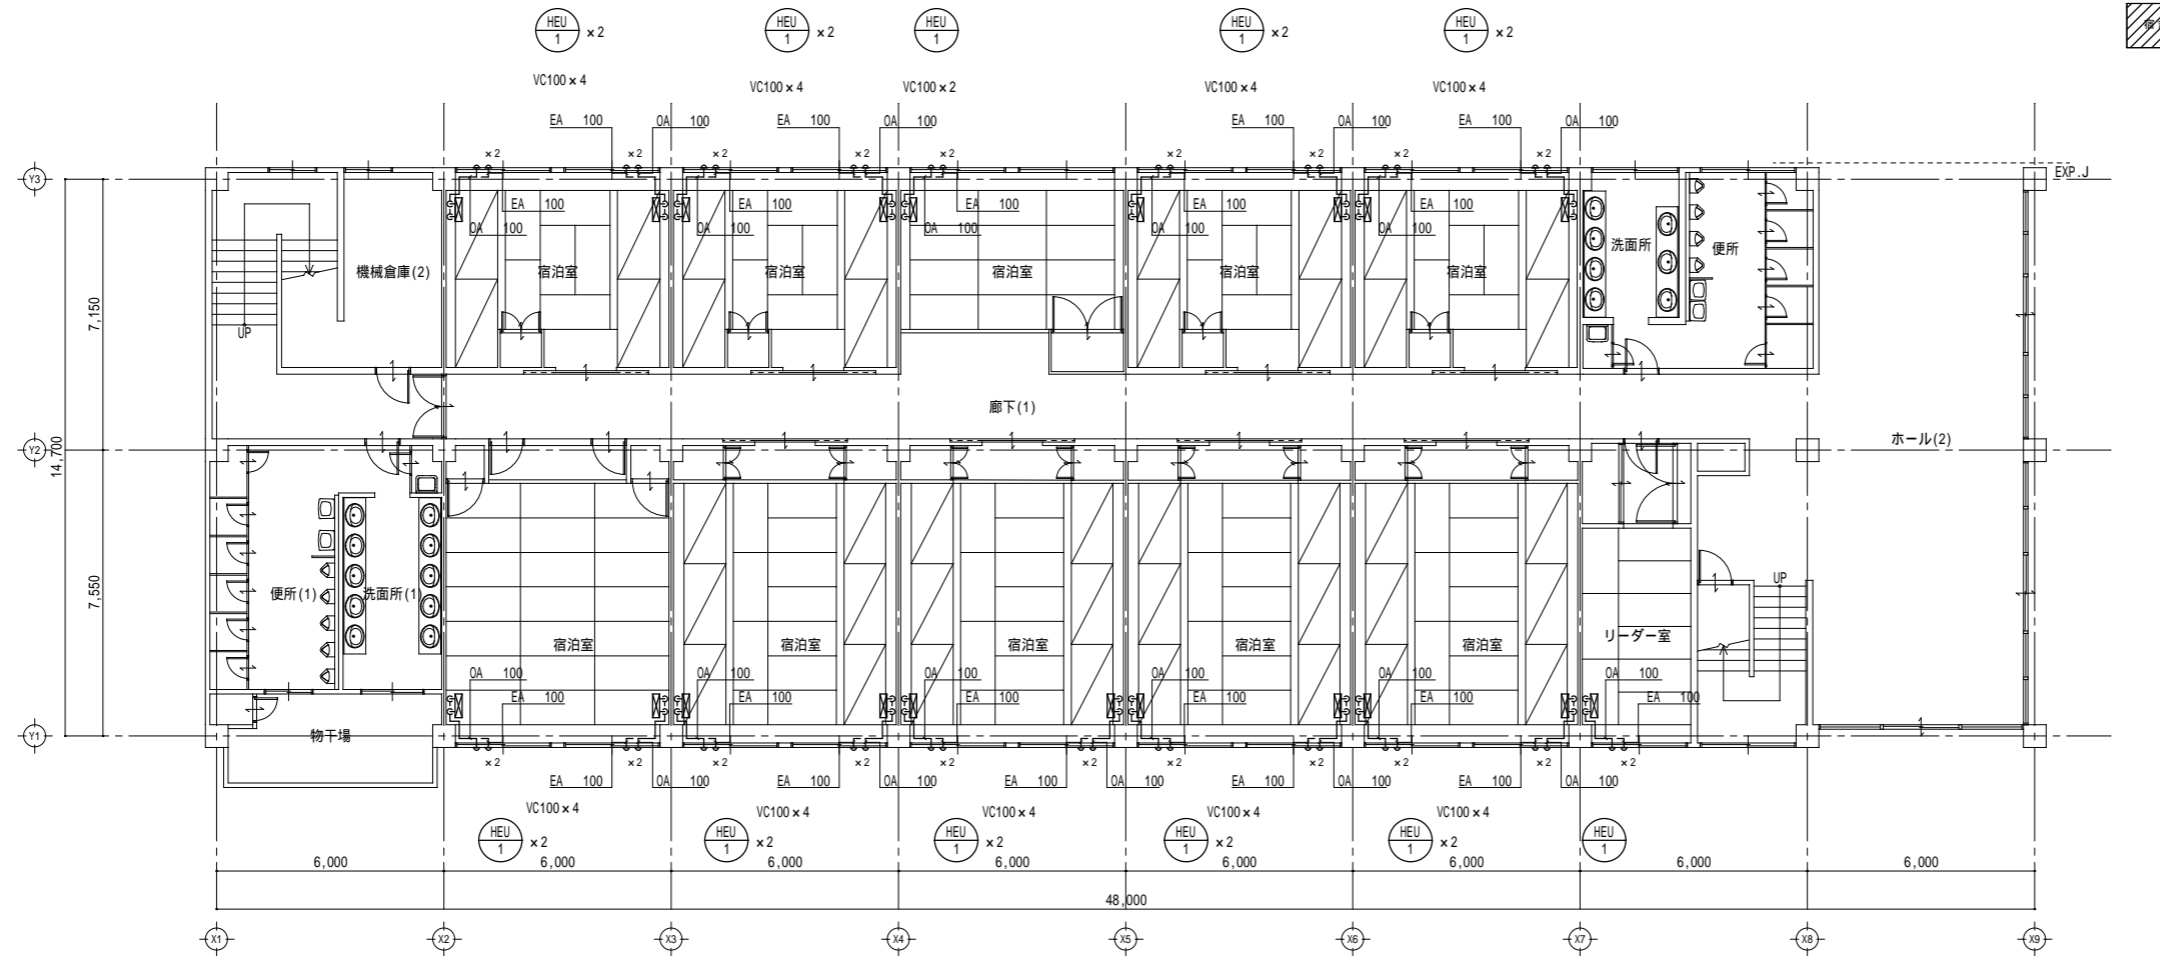 HEU 1 ×2 HEU 1 ×2 HEU 1 HEU 1 ×2 HEU 1 ×2
VC100×4 VC100×4 VC100×2 VC100×4 VC100×4
EA 100 OA 100 EA 100 OA 100 EA 100 OA 100 EA 100 OA 100
×2 ×2 ×2 ×2 ×2 ×2 ×2 ×2 ×2
Y3 EXP.J
EA 100 EA 100 EA 100 EA 100 EA 100
OA 100 OA 100 OA 100 OA 100 OA 100
洗面所 便所
機械倉庫(2) 宿泊室 宿泊室 宿泊室 宿泊室 宿泊室
7,150
UP
廊下(1)
Y2 14,700 ホール(2)
7,550 UP
便所(1) 洗面所(1)
宿泊室 宿泊室 宿泊室 宿泊室 宿泊室 リーダー室
OA 100 OA 100 OA 100 OA 100 OA 100 OA 100
EA 100 EA 100 EA 100 EA 100 EA 100 EA 100
Y1 物干場
×2 ×2 ×2 ×2 ×2 ×2 ×2 ×2 ×2 ×2 ×2
EA 100 OA 100 EA 100 OA 100 EA 100 OA 100 EA 100 OA 100 EA 100 OA 100
VC100×4 VC100×4 VC100×4 VC100×4 VC100×4
HEU 1 ×2 HEU 1 ×2 HEU 1 ×2 HEU 1 ×2 HEU 1 ×2 HEU 1
6,000 6,000 6,000 6,000 6,000 6,000 6,000 6,000
48,000
X1 X2 X3 X4 X5 X6 X7 X8 X9